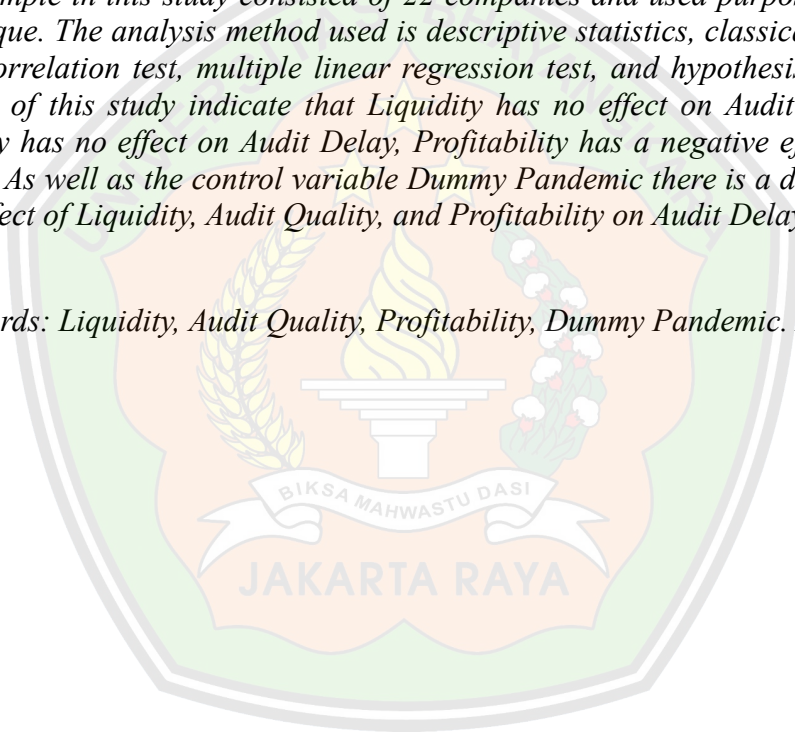 mple in this study consisted of 22 companies and used purpo
que. The analysis method used is descriptive statistics, classica
orrelation test, multiple linear regression test, and hypothesis
of this study indicate that Liquidity has no effect on Audit
y has no effect on Audit Delay, Profitability has a negative ef
As well as the control variable Dummy Pandemic there is a d
fect of Liquidity, Audit Quality, and Profitability on Audit Delay
rds: Liquidity, Audit Quality, Profitability, Dummy Pandemic.
BIKSA MAHWASTU DASI
JAKARTA RAYA